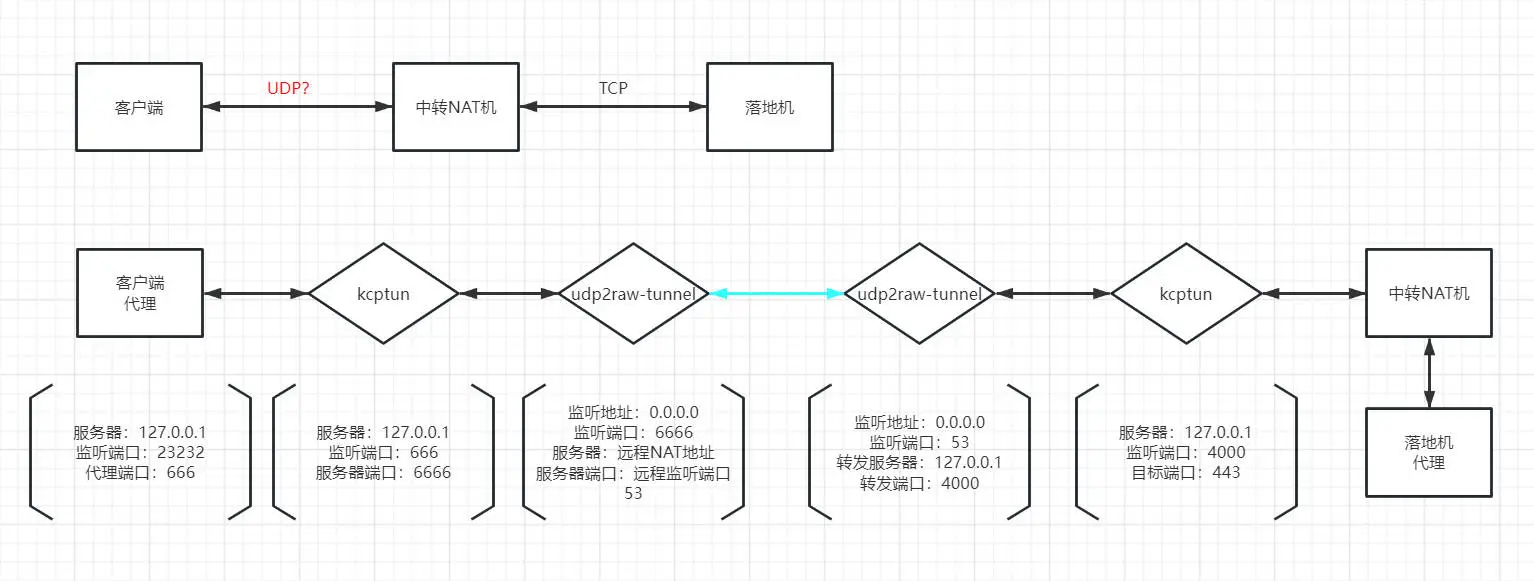 UDP?
TCP
客户端
中转NAT机
落地机
客户端
代理
kcptun
udp2raw-tunnel
udp2raw-tunnel
kcptun
中转NAT机
服务器：127.0.0.1
监听端口：23232
代理端口：666
服务器：127.0.0.1
监听端口：666
服务器端口：6666
监听地址：0.0.0.0
监听端口：6666
服务器：远程NAT地址
服务器端口：远程监听端口
53
监听地址：0.0.0.0
监听端口：53
转发服务器：127.0.0.1
转发端口：4000
服务器：127.0.0.1
监听端口：4000
目标端口：443
落地机
代理